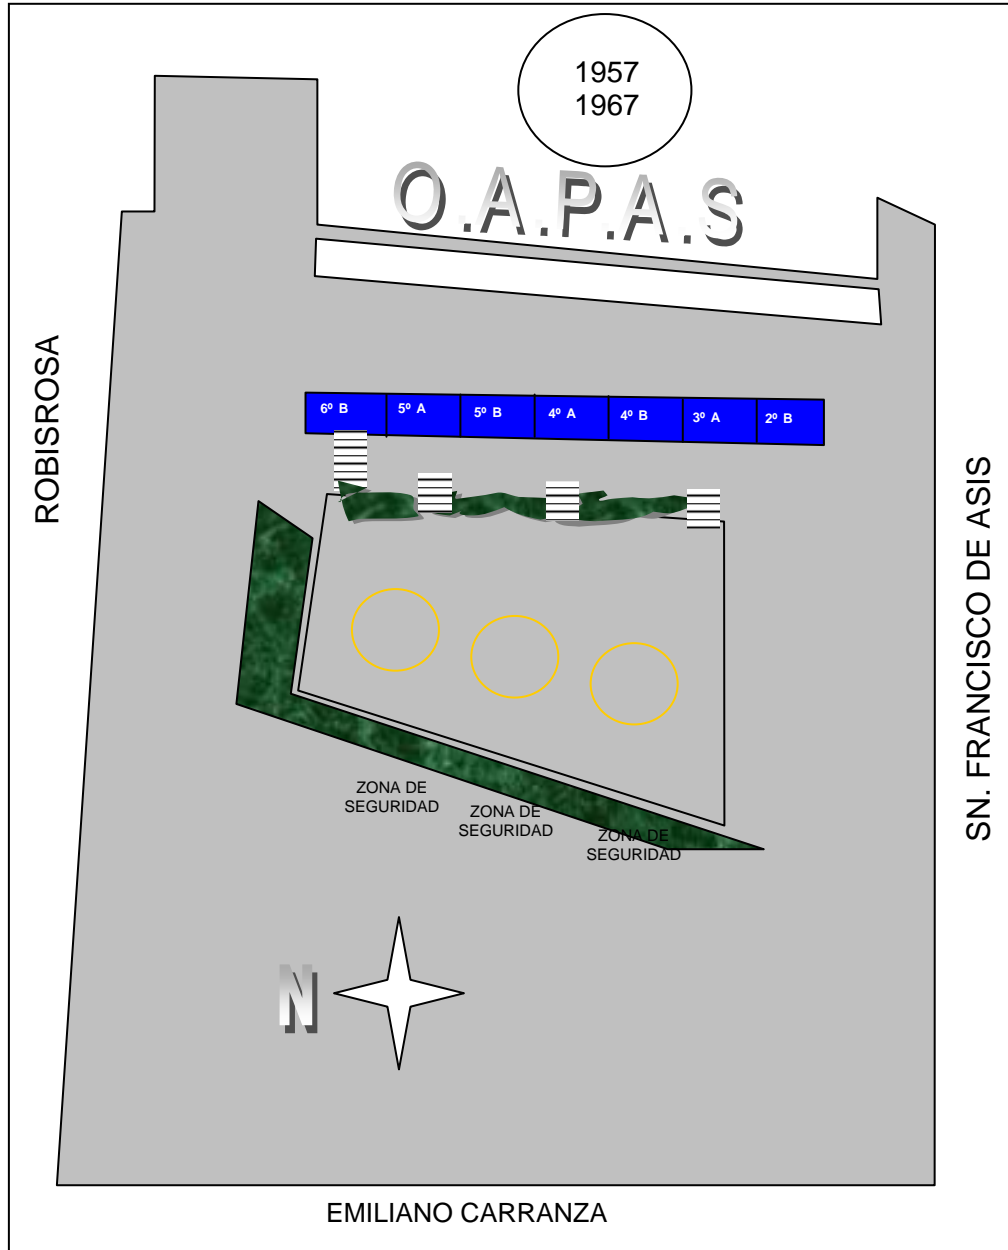 1957
1967
O.A.P.A.S
ROBISROSA
6º B
5º A
5º B
4º A
4º B
3º A
2º B
SN. FRANCISCO DE ASIS
ZONA DE
SEGURIDAD
ZONA DE
SEGURIDAD
ZONA DE
SEGURIDAD
N
EMILIANO CARRANZA